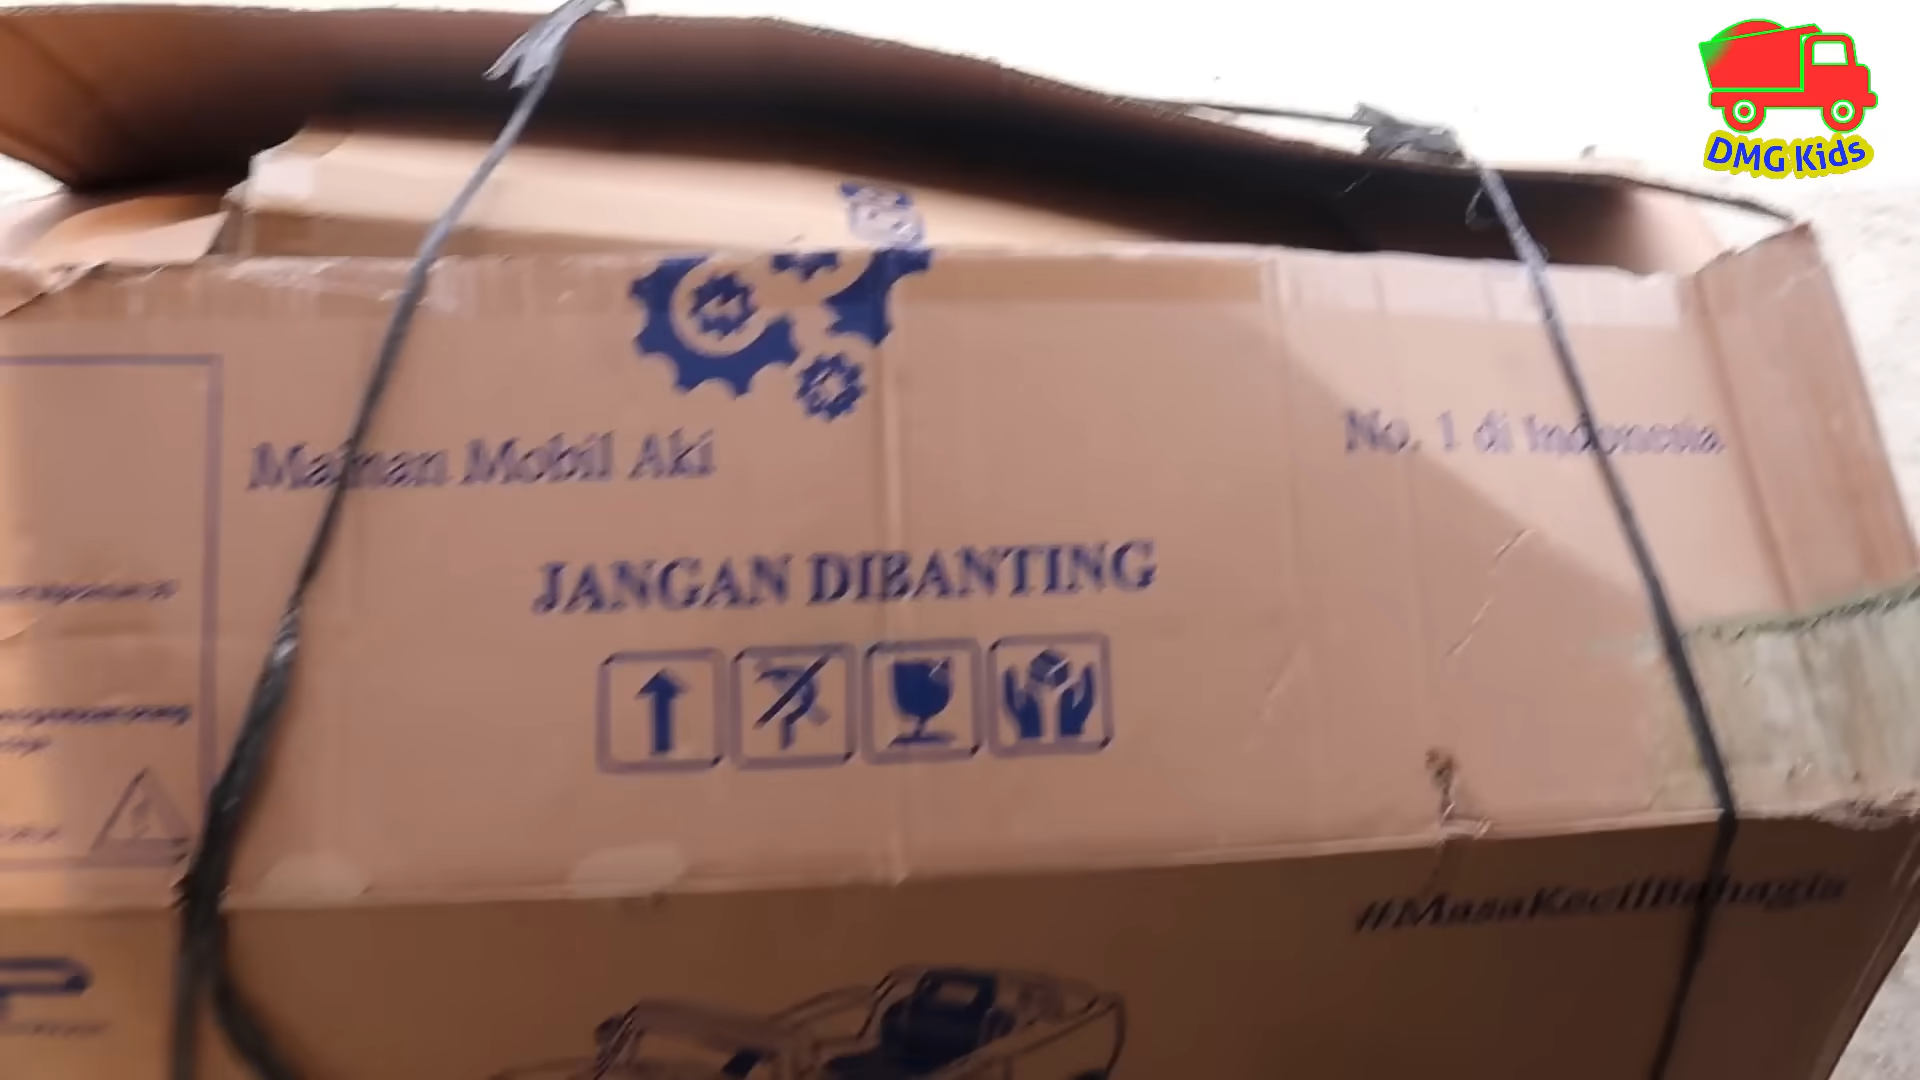 DMG Kids
Mainan Mobil Aki
No. 1 di Indonesia
JANGAN DIBANTING
#MasaKecilBahagia